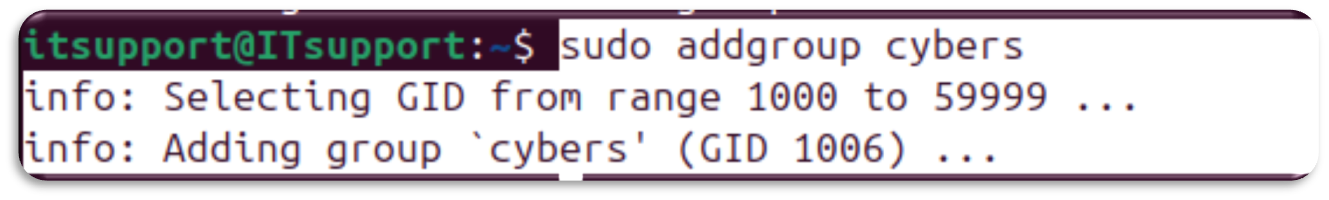 itsupport@ITsupport:~$ sudo addgroup cybers
info: Selecting GID from range 1000 to 59999 ...
info: Adding group `cybers' (GID 1006) ...